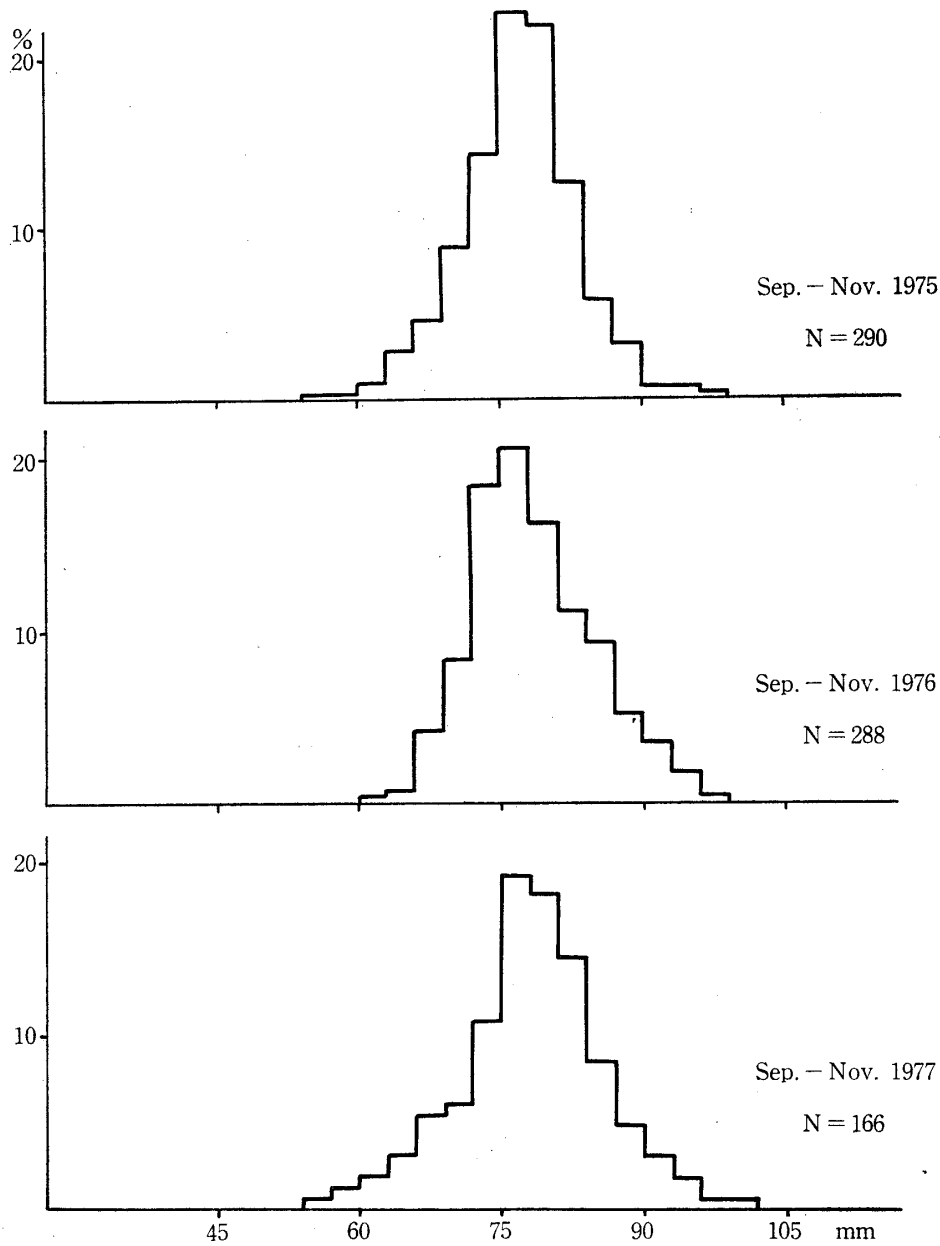 %
20
10
Sep. — Nov. 1975
N = 290
20
10
Sep. — Nov. 1976
N = 288
20
10
Sep. — Nov. 1977
N = 166
45 60 75 90 105 mm